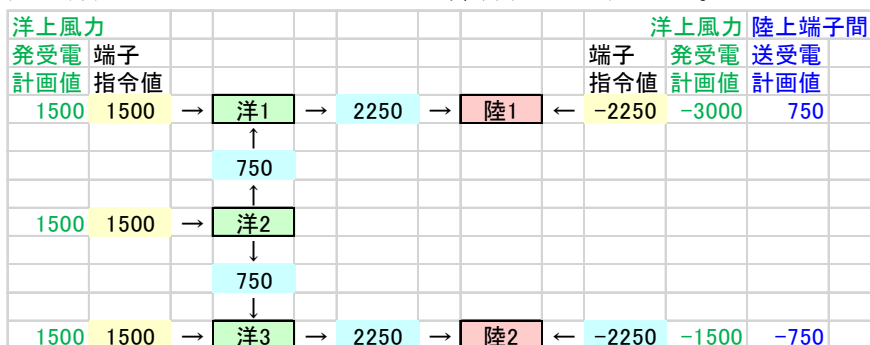 洋上風力 洋上風力 陸上端子間
発受電 端子 端子 発受電 送受電
計画値 指令値 指令値 計画値 計画値
1500 1500 → 洋1 → 2250 → 陸1 ← -2250 -3000 750
↑
750
↑
1500 1500 → 洋2
↓
750
↓
1500 1500 → 洋3 → 2250 → 陸2 ← -2250 -1500 -750